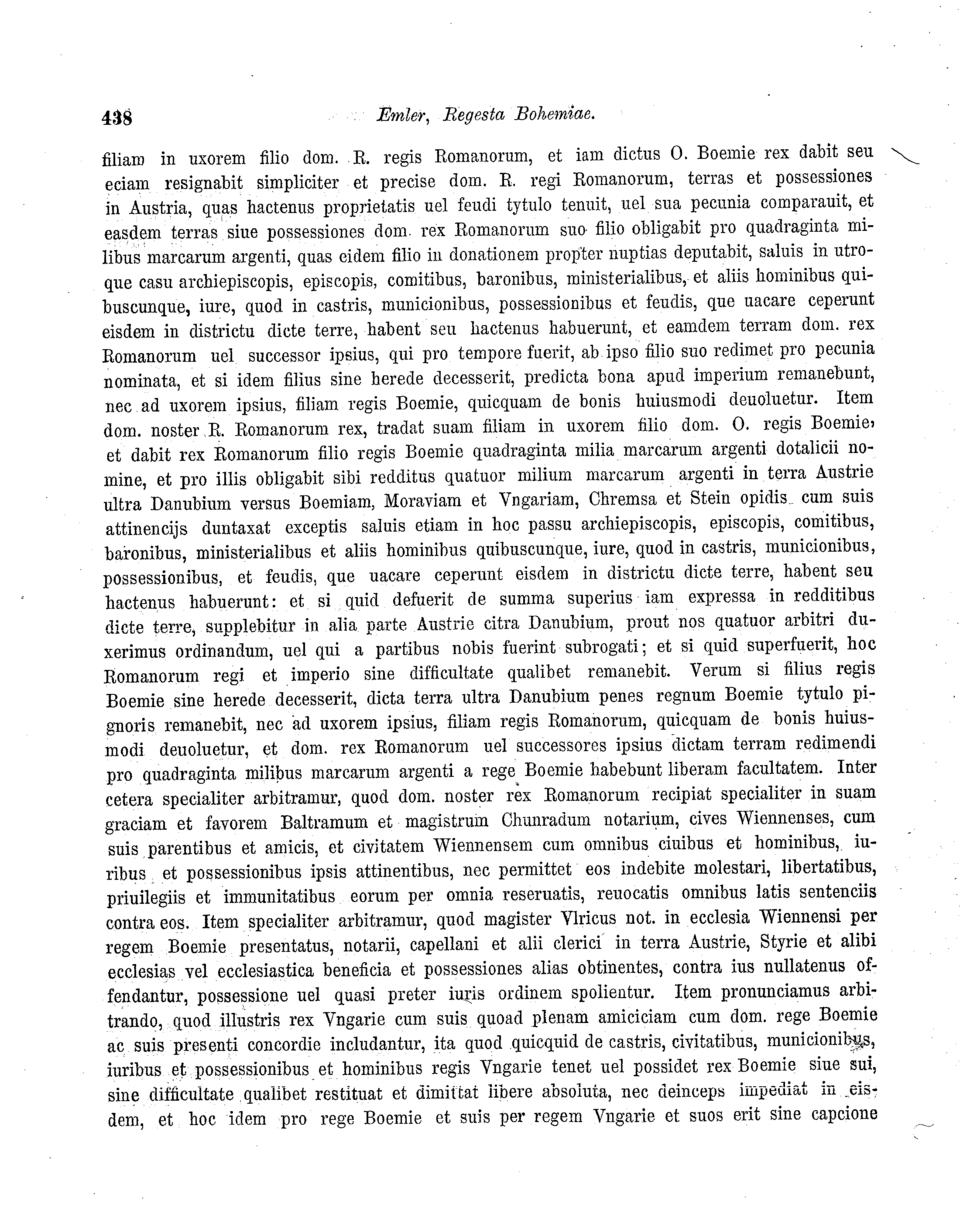 438
Emler, Regesta Bohemiae.
filiam in uxorem filio dom. R. regis Romanorum, et iam dictus O. Boemie rex dabit seu
eciam resignabit simpliciter et precise dom. R. regi Romanorum, terras et possessiones
in Austria, quas hactenus proprietatis uel feudi tytulo tenuit, uel sua pecunia comparauit, et
easdem terras siue possessiones dom. rex Romanorum suo filio obligabit pro quadraginta mi-
libus marcarum argenti, quas eidem filio in donationem propter nuptias deputabit, saluis in utro-
que casu archiepiscopis, episcopis, comitibus, baronibus, ministerialibus, et aliis hominibus qui-
buscunque, iure, quod in castris, municionibus, possessionibus et feudis, que uacare ceperunt
eisdem in districtu dicte terre, habent seu hactenus habuerunt, et eamdem terram dom. rex
Romanorum uel successor ipsius, qui pro tempore fuerit, ab ipso filio suo redimet pro pecunia
nominata, et si idem filius sine herede decesserit, predicta bona apud imperium remanebunt,
nec ad uxorem ipsius, filiam regis Boemie, quicquam de bonis huiusmodi deuoluetur. Item
dom. noster R. Romanorum rex, tradat suam filiam in uxorem filio dom. O. regis Boemie,
et dabit rex Romanorum filio regis Boemie quadraginta milia marcarum argenti dotalicii no-
mine, et pro illis obligabit sibi redditus quatuor milium marcarum argenti in terra Austrie
ultra Danubium versus Boemiam, Moraviam et Vngariam, Chremsa et Stein opidis cum suis
attinencijs duntaxat exceptis saluis etiam in hoc passu archiepiscopis, episcopis, comitibus,
baronibus, ministerialibus et aliis hominibus quibuscunque, iure, quod in castris, municionibus,
possessionibus, et feudis, que uacare ceperunt eisdem in districtu dicte terre, habent seu
hactenus habuerunt: et si quid defuerit de summa superius iam expressa in redditibus
dicte terre, supplebitur in alia parte Austrie citra Danubium, prout nos quatuor arbitri du-
xerimus ordinandum, uel qui a partibus nobis fuerint subrogati; et si quid superfuerit, hoc
Romanorum regi et imperio sine difficultate qualibet remanebit. Verum si filius regis
Boemie sine herede decesserit, dicta terra ultra Danubium penes regnum Boemie tytulo pi-
gnoris remanebit, nec ad uxorem ipsius, filiam regis Romanorum, quicquam de bonis huius-
modi deuoluetur, et dom. rex Romanorum uel successores ipsius dictam terram redimendi
pro quadraginta milibus marcarum argenti a rege Boemie habebunt liberam facultatem. Inter
cetera specialiter arbitramur, quod dom. noster rex Romanorum recipiat specialiter in suam
graciam et favorem Baltramum et magistrum Chunradum notarium, cives Wiennenses, cum
suis parentibus et amicis, et civitatem Wiennensem cum omnibus ciuibus et hominibus, iu-
ribus et possessionibus ipsis attinentibus, nec permittet eos indebite molestari, libertatibus,
priuilegiis et immunitatibus eorum per omnia reseruatis, reuocatis omnibus latis sentenciis
contra eos. Item specialiter arbitramur, quod magister Vlricus not. in ecclesia Wiennensi per
regem Boemie presentatus, notarii, capellani et alii clerici in terra Austrie, Styrie et alibi
ecclesias vel ecclesiastica beneficia et possessiones alias obtinentes, contra ius nullatenus of-
fendantur, possessione uel quasi preter iuris ordinem spolientur. Item pronunciamus arbi-
trando, quod illustris rex Vngarie cum suis quoad plenam amiciciam cum dom. rege Boemie
ac suis presenti concordie includantur, ita quod quicquid de castris, civitatibus, municionibus,
iuribus et possessionibus et hominibus regis Vngarie tenet uel possidet rex Boemie siue sui,
sine difficultate qualibet restituat et dimittat libere absoluta, nec deinceps impediat in eis-
dem, et hoc idem pro rege Boemie et suis per regem Vngarie et suos erit sine capcione